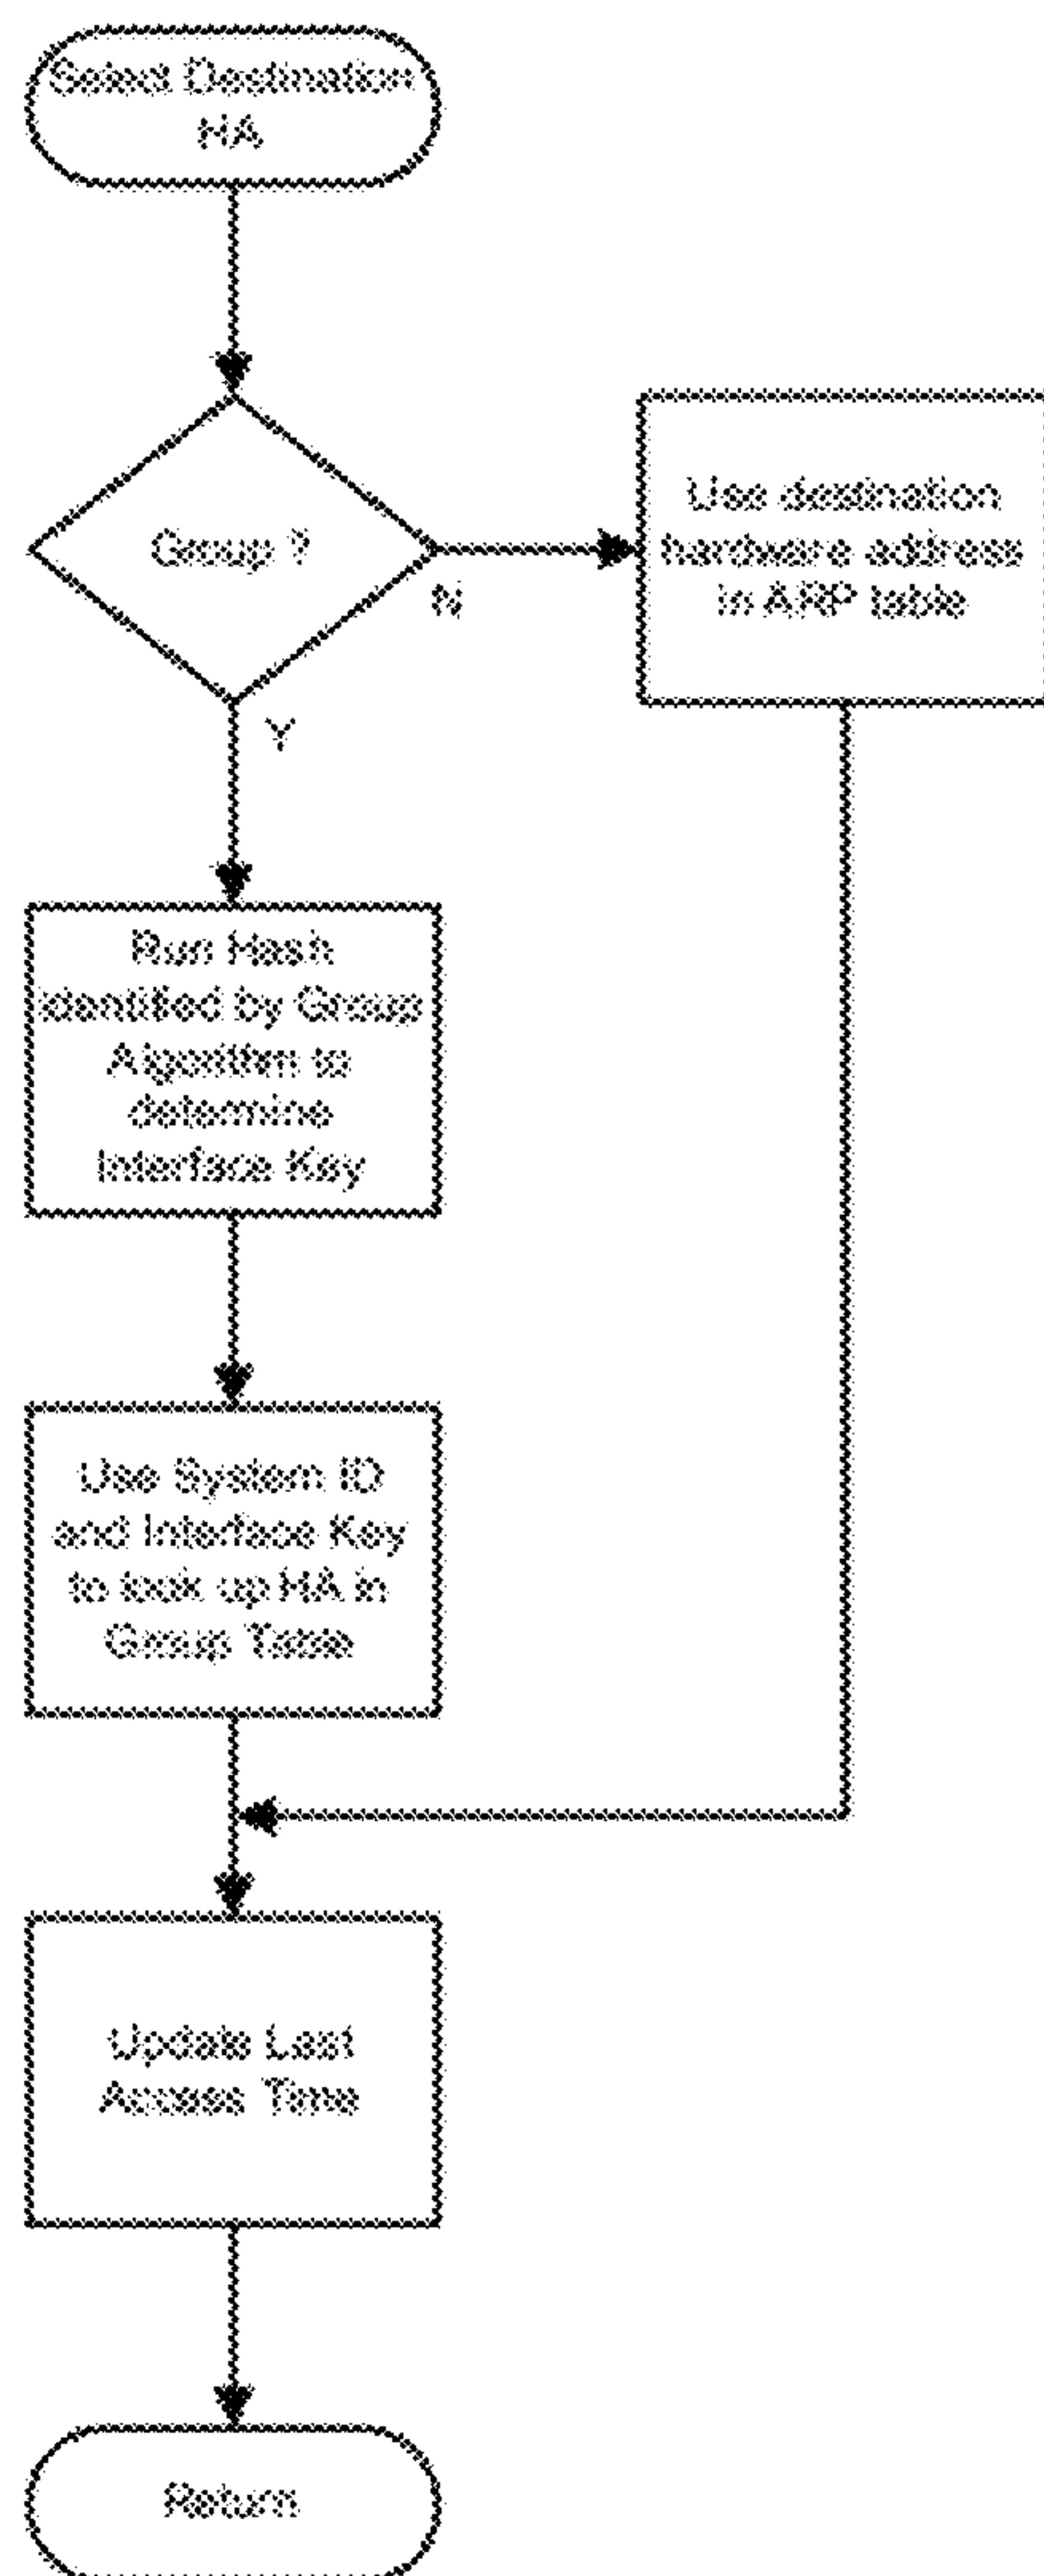 Select Destination
HA
Group ?
N
Use destination
hardware address
in ARP table
Y
Run Hash
identified by Group
Algorithm to
determine
Interface Key
Use System ID
and Interface Key
to look up HA in
Group Table
Update Last
Access Time
Return